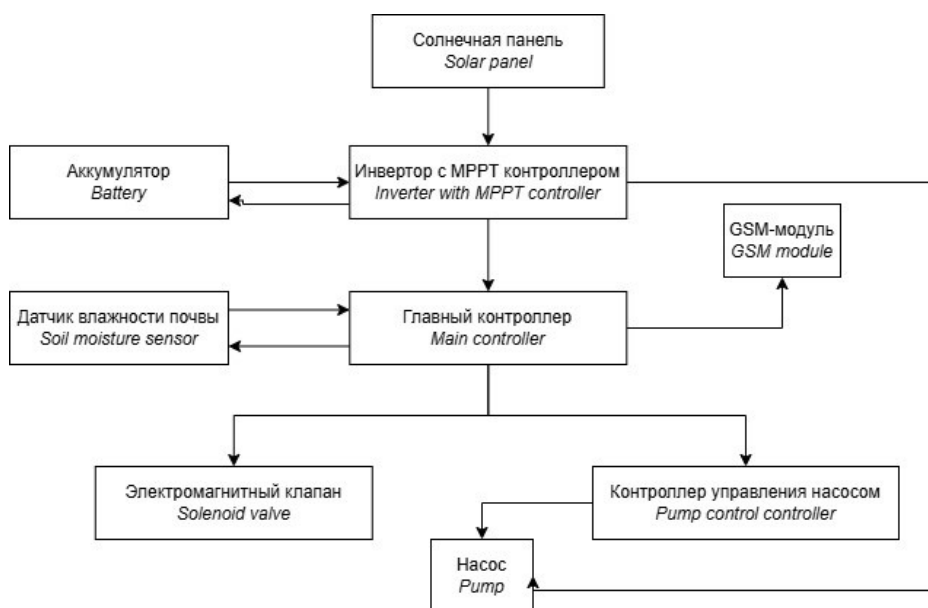 Солнечная панель
Solar panel
Аккумулятор
Battery
Инвертор с MPPT контроллером
Inverter with MPPT controller
GSM-модуль
GSM module
Датчик влажности почвы
Soil moisture sensor
Главный контроллер
Main controller
Электромагнитный клапан
Solenoid valve
Контроллер управления насосом
Pump control controller
Насос
Pump